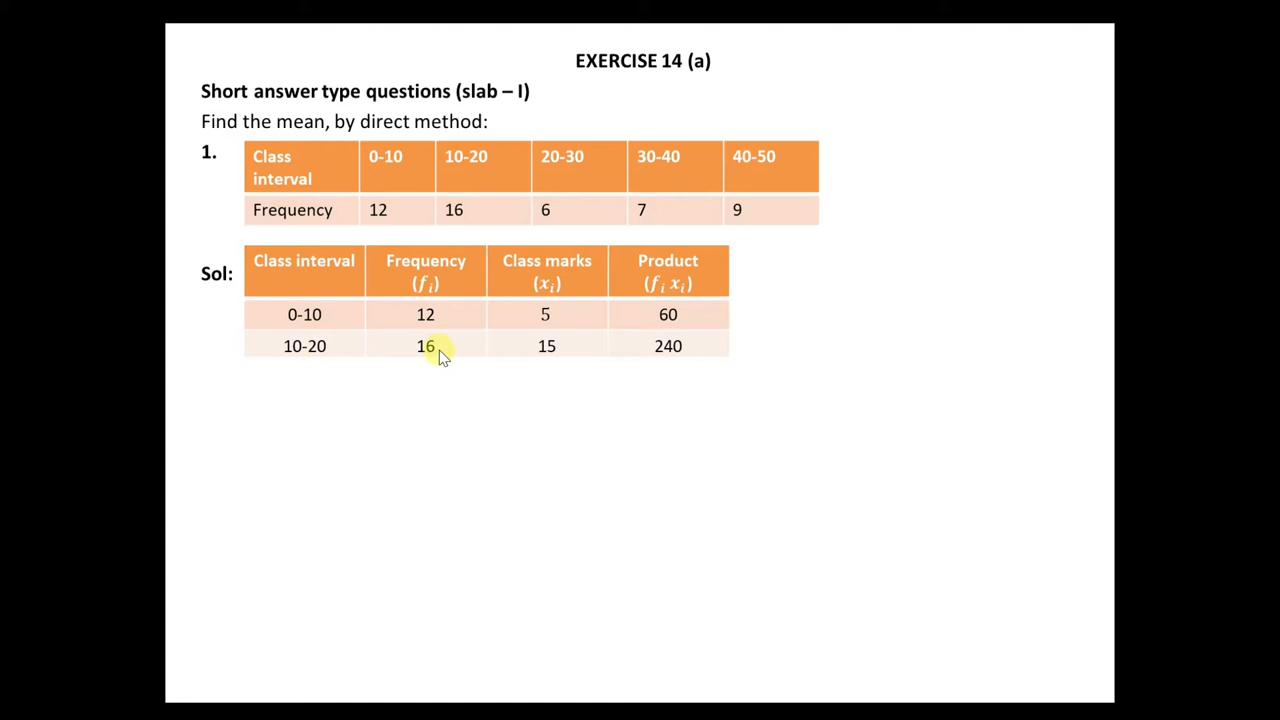 EXERCISE 14 (a)
Short answer type questions (slab – I)
Find the mean, by direct method:
1.
Class interval 0-10 10-20 20-30 30-40 40-50
Frequency 12 16 6 7 9
Sol:
Class interval Frequency (fᵢ) Class marks (xᵢ) Product (fᵢ xᵢ)
0-10 12 5 60
10-20 16 15 240